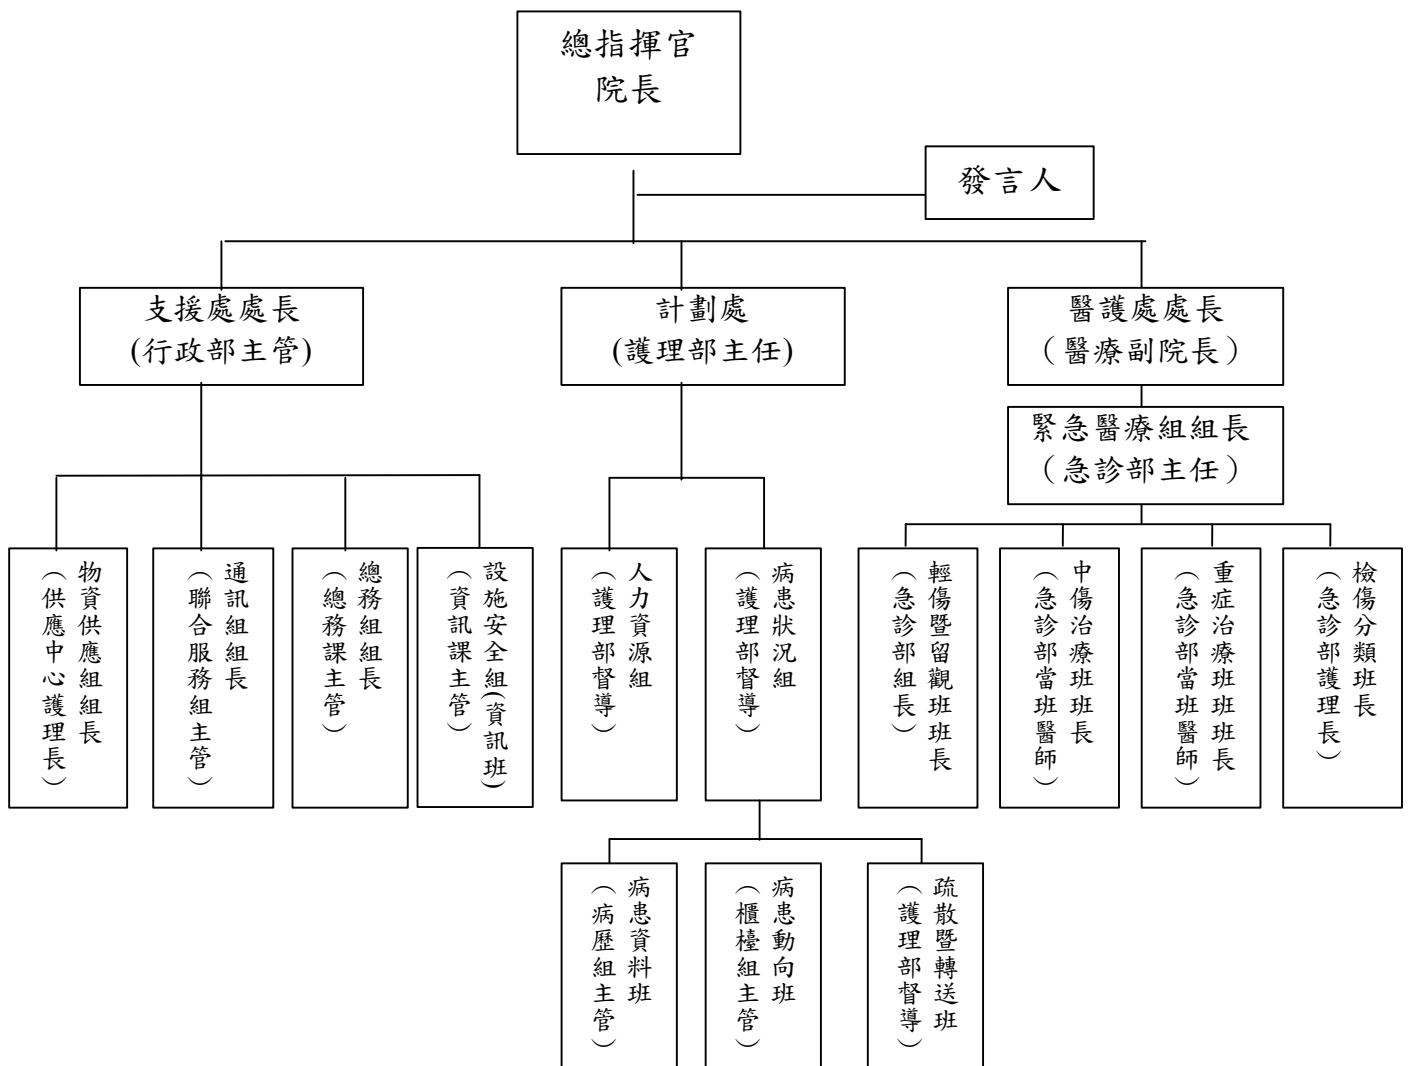 總指揮官
院長
發言人
支援處處長
(行政部主管)
計劃處
(護理部主任)
醫護處處長
（醫療副院長）
緊急醫療組組長
（急診部主任）
物資供應組組長
（供應中心護理長）
通訊組組長
（聯合服務組主管）
總務組組長
（總務課主管）
設施安全組(資訊班)
（資訊課主管）
人力資源組
（護理部督導）
病患狀況組
（護理部督導）
輕傷暨留觀班班長
（急診部組長）
中傷治療班班長
（急診部當班醫師）
重症治療班班長
（急診部當班醫師）
檢傷分類班長
（急診部護理長）
病患資料班
（病歷組主管）
病患動向班
（櫃檯組主管）
疏散暨轉送班
（護理部督導）